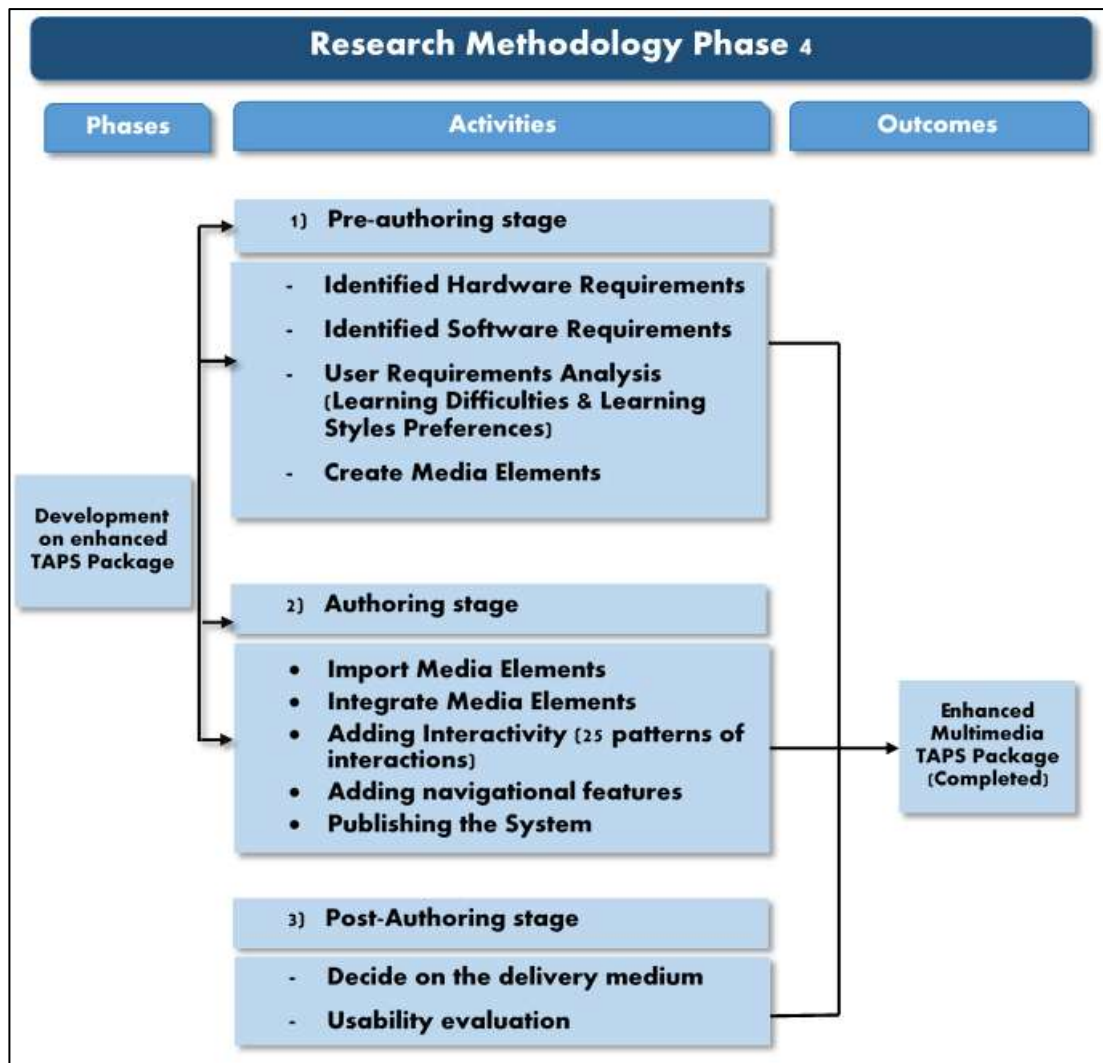 Research Methodology Phase 4
Phases
Activities
Outcomes
1) Pre-authoring stage
- Identified Hardware Requirements
- Identified Software Requirements
- User Requirements Analysis
(Learning Difficulties & Learning
Styles Preferences)
- Create Media Elements
Development
on enhanced
TAPS Package
2) Authoring stage
• Import Media Elements
• Integrate Media Elements
• Adding Interactivity (25 patterns of
interactions)
• Adding navigational features
• Publishing the System
Enhanced
Multimedia
TAPS Package
(Completed)
3) Post-Authoring stage
- Decide on the delivery medium
- Usability evaluation